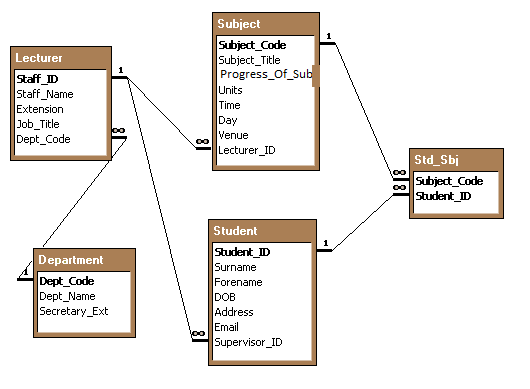 Lecturer
Staff_ID
Staff_Name
Extension
Job_Title
Dept_Code
1
∞
Subject
Subject_Code
Subject_Title
Progress_Of_Sub
Units
Time
Day
Venue
Lecturer_ID
1
∞
Std_Sbj
Subject_Code
Student_ID
∞
∞
Department
Dept_Code
Dept_Name
Secretary_Ext
1
Student
Student_ID
Surname
Forename
DOB
Address
Email
Supervisor_ID
1
∞